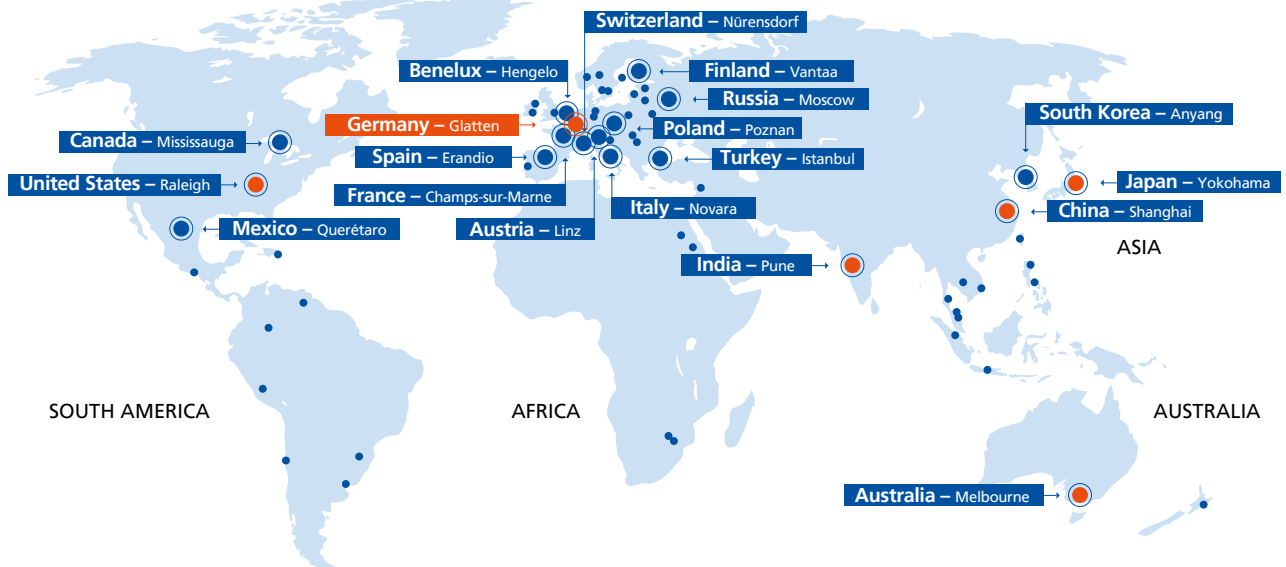 Switzerland – Nürensdorf
Benelux – Hengelo
Finland – Vantaa
Russia – Moscow
South Korea – Anyang
Germany – Glatten
Poland – Poznan
Canada – Mississauga
Spain – Erandio
Turkey – Istanbul
United States – Raleigh
Japan – Yokohama
France – Champs-sur-Marne
Italy – Novara
China – Shanghai
Mexico – Querétaro
Austria – Linz
ASIA
India – Pune
SOUTH AMERICA
AFRICA
AUSTRALIA
Australia – Melbourne